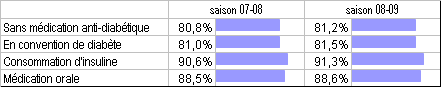 saison 07-08 saison 08-09
Sans médication anti-diabétique 80,8% 81,2%
En convention de diabète 81,0% 81,5%
Consommation d'insuline 90,6% 91,3%
Médication orale 88,5% 88,6%